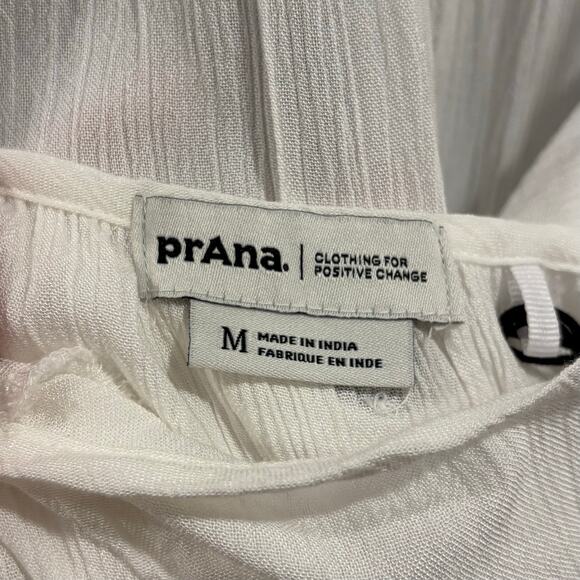 prAna.
CLOTHING FOR
POSITIVE CHANGE
M
MADE IN INDIA
FABRIQUE EN INDE